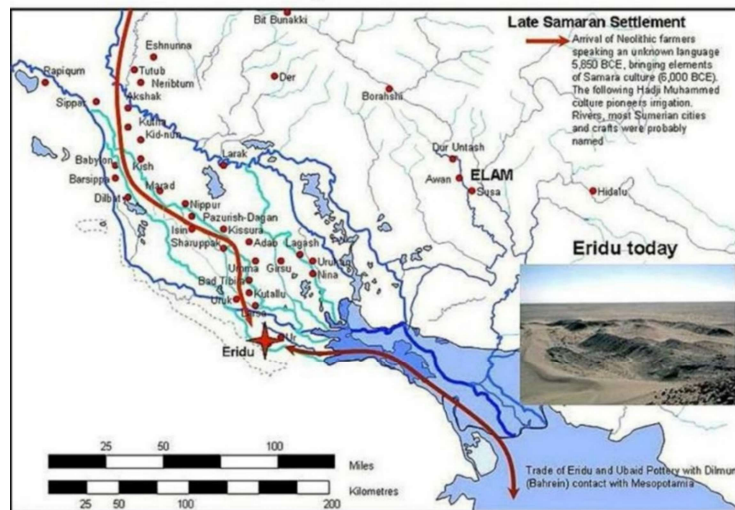 Late Samaran Settlement
Arrival of Neolithic farmers
speaking an unknown language
5,850 BCE, bringing elements
of Samara culture (6,000 BCE).
The following Hadji Muhammed
culture pioneers irrigation.
Rivers, most Sumerian cities
and crafts were probably
named
Bit Bunakki
Eshnunna
Tutub
Neribtum
Der
Rapiqum
Akshak
Sippar
Borahshi
Kutha
Kid-nun
Dur Untash
Larak
ELAM
Babylon
Kish
Awan
Susa
Hidalu
Barsippa
Marad
Dilbat
Nippur
Pazurish-Dagan
Isin
Kissura
Eridu today
Sharuppak
Adab
Lagash
Umma
Girsu
Nina
Bad Tibira
Kutallu
Uruk
Larsa
Ur
Eridu
25 50 100
Miles
Kilometres
25 50 100 200
Trade of Eridu and Ubaid Pottery with Dilmun
(Bahrein) contact with Mesopotamia